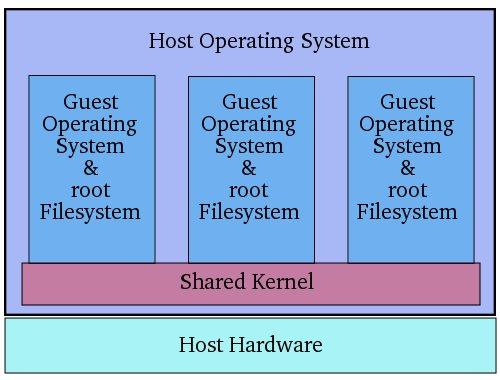 Host Operating System
Guest
Operating
System
&
root
Filesystem
Guest
Operating
System
&
root
Filesystem
Guest
Operating
System
&
root
Filesystem
Shared Kernel
Host Hardware